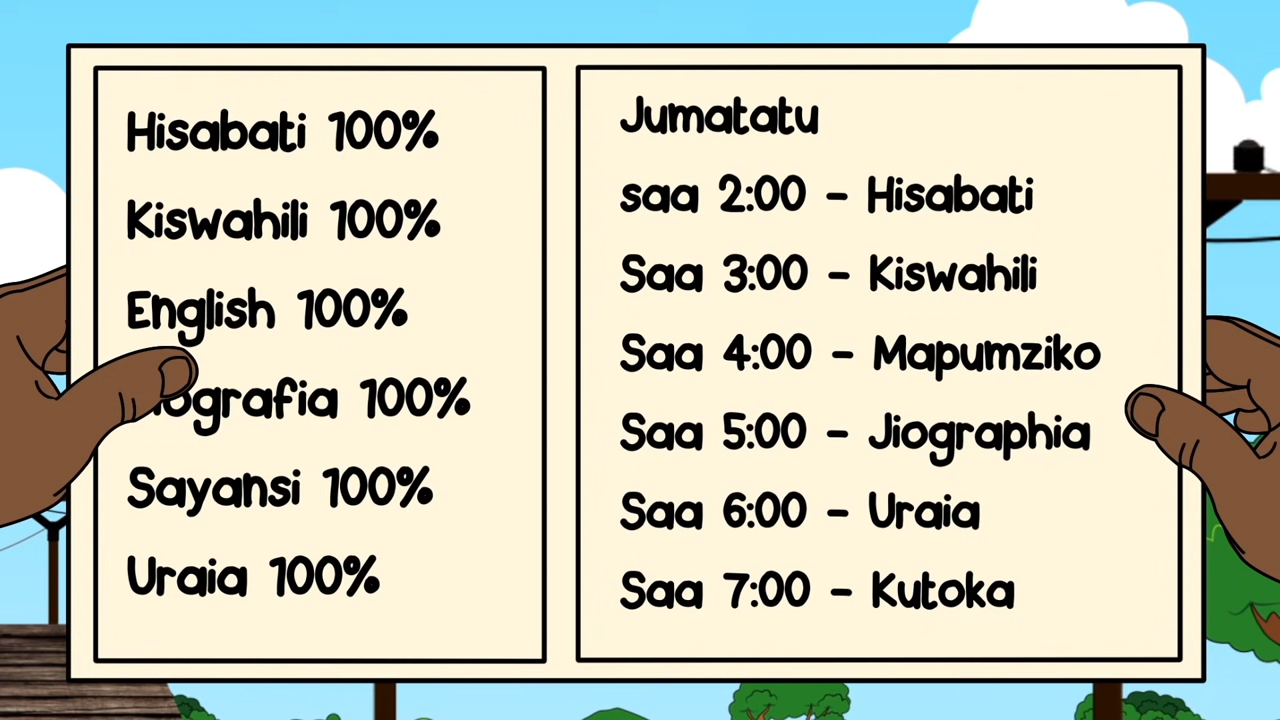 Hisabati 100%
Kiswahili 100%
English 100%
100%
Sayansi 100%
Uraia 100%
Jumatatu
saa 2:00 - Hisabati
Saa 3:00 - Kiswahili
Saa 4:00 - Mapumziko
Saa 5:00 - Jiographia
Saa 6:00 - Uraia
Saa 7:00 - Kutoka